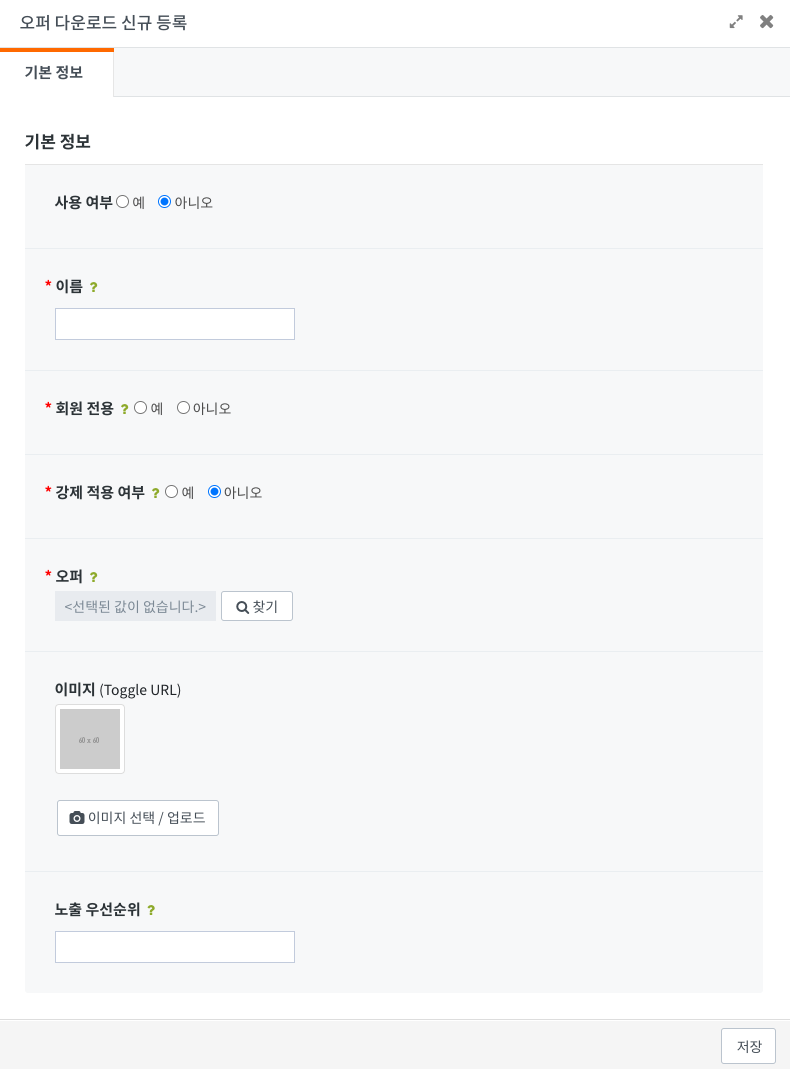 오퍼 다운로드 신규 등록
기본 정보
기본 정보
사용 여부 예 아니오
* 이름 ?
* 회원 전용 ? 예 아니오
* 강제 적용 여부 ? 예 아니오
* 오퍼 ?
<선택된 값이 없습니다.> 찾기
이미지 (Toggle URL)
60 x 60
이미지 선택 / 업로드
노출 우선순위 ?
저장